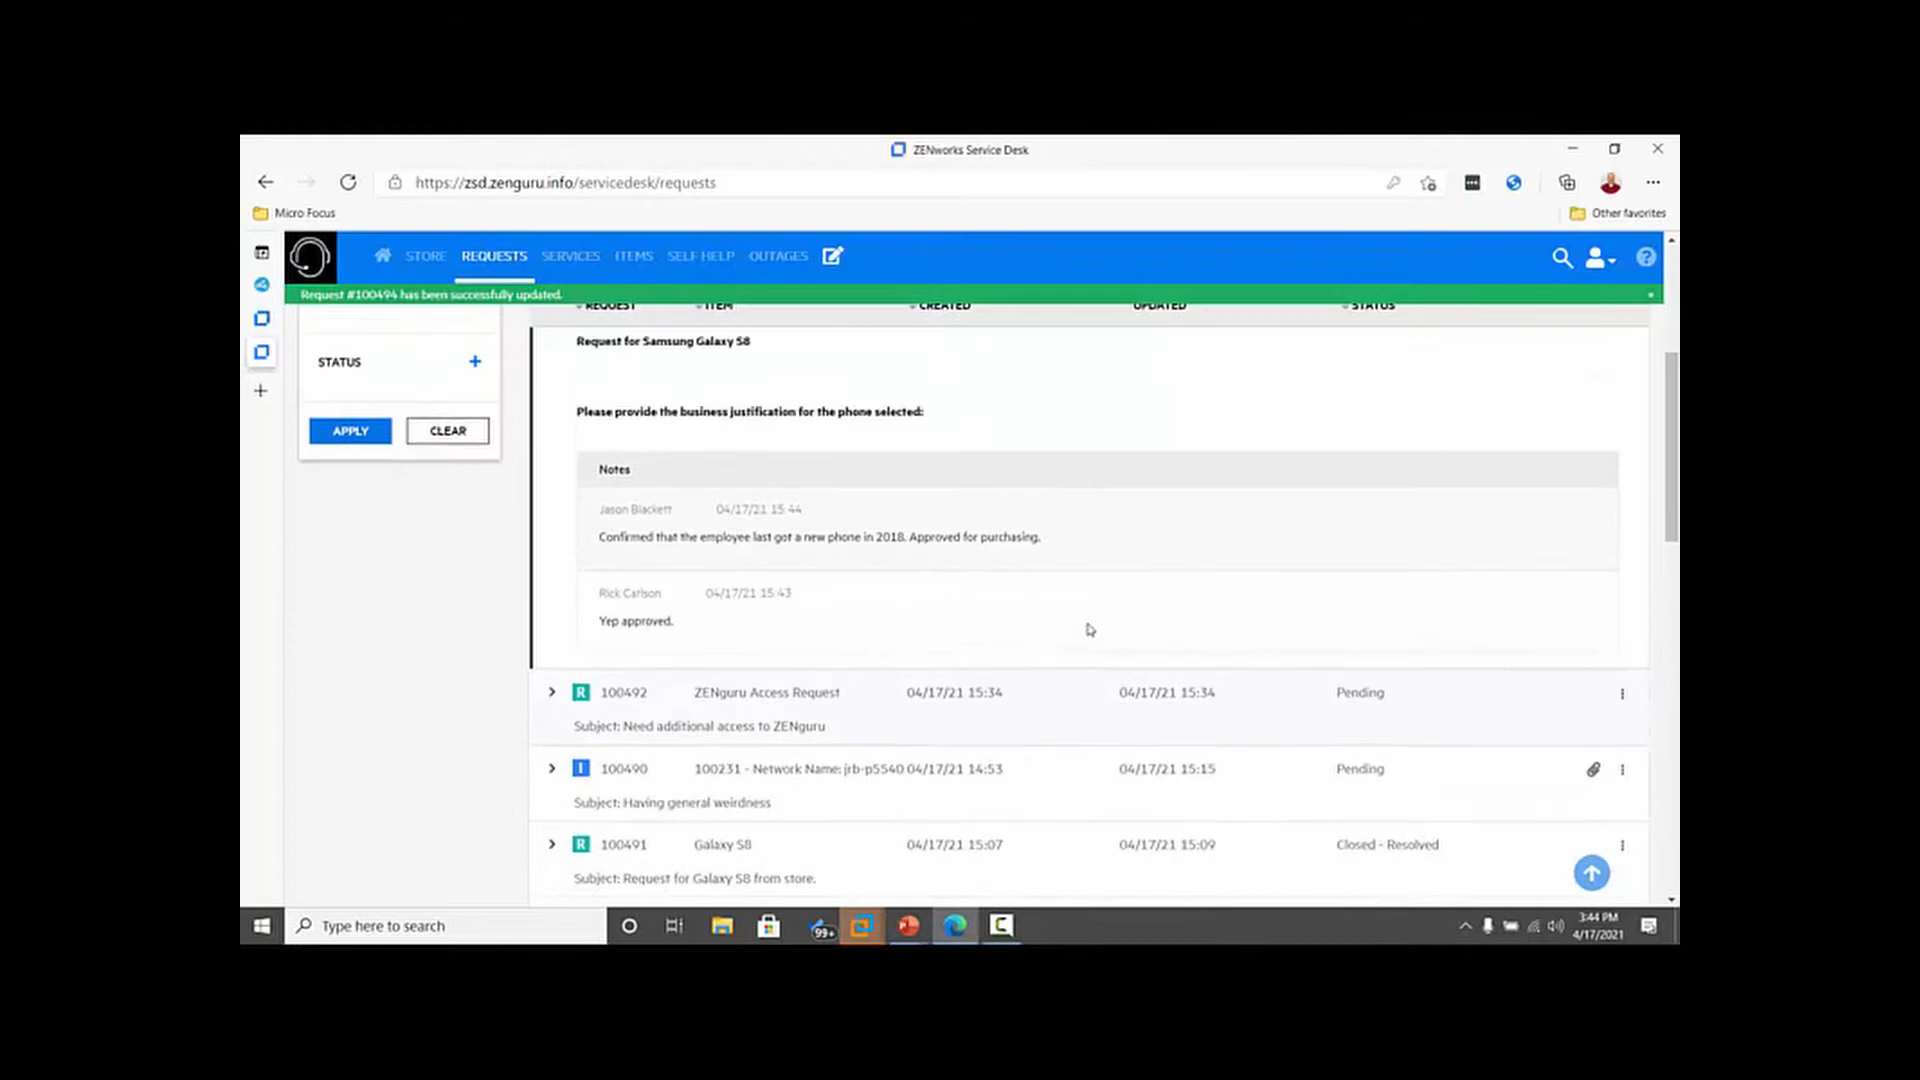 ZENworks Service Desk
https://zsd.zenguru.info/servicedesk/requests
Micro Focus
Other favorites
STORE REQUESTS SERVICES ITEMS SELF HELP OUTAGES
Request #100494 has been successfully updated.
REQUEST ITEM CREATED UPDATED STATUS
STATUS +
APPLY CLEAR
Request for Samsung Galaxy S8
Please provide the business justification for the phone selected:
Notes
Jason Blackett 04/17/21 15:44
Confirmed that the employee last got a new phone in 2018. Approved for purchasing.
Rick Carlson 04/17/21 15:43
Yep approved.
R 100492 ZENguru Access Request 04/17/21 15:34 04/17/21 15:34 Pending
Subject: Need additional access to ZENguru
I 100490 100231 - Network Name: jrb-p5540 04/17/21 14:53 04/17/21 15:15 Pending
Subject: Having general weirdness
R 100491 Galaxy S8 04/17/21 15:07 04/17/21 15:09 Closed - Resolved
Subject: Request for Galaxy S8 from store.
Type here to search
99+
3:44 PM
4/17/2021